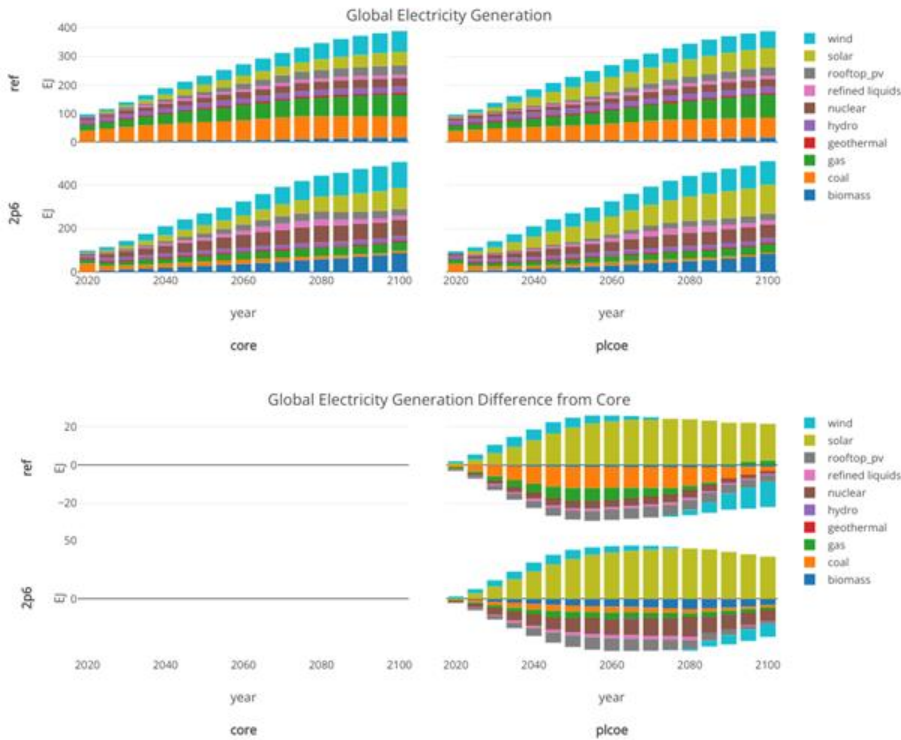 Global Electricity Generation
400
300
200
100
0
EJ
ref
400
200
0
EJ
2p6
2020 2040 2060 2080 2100
2020 2040 2060 2080 2100
year
year
core
plcoe
wind
solar
rooftop_pv
refined liquids
nuclear
hydro
geothermal
gas
coal
biomass
Global Electricity Generation Difference from Core
20
0
−20
EJ
ref
50
0
EJ
2p6
2020 2040 2060 2080 2100
2020 2040 2060 2080 2100
year
year
core
plcoe
wind
solar
rooftop_pv
refined liquids
nuclear
hydro
geothermal
gas
coal
biomass